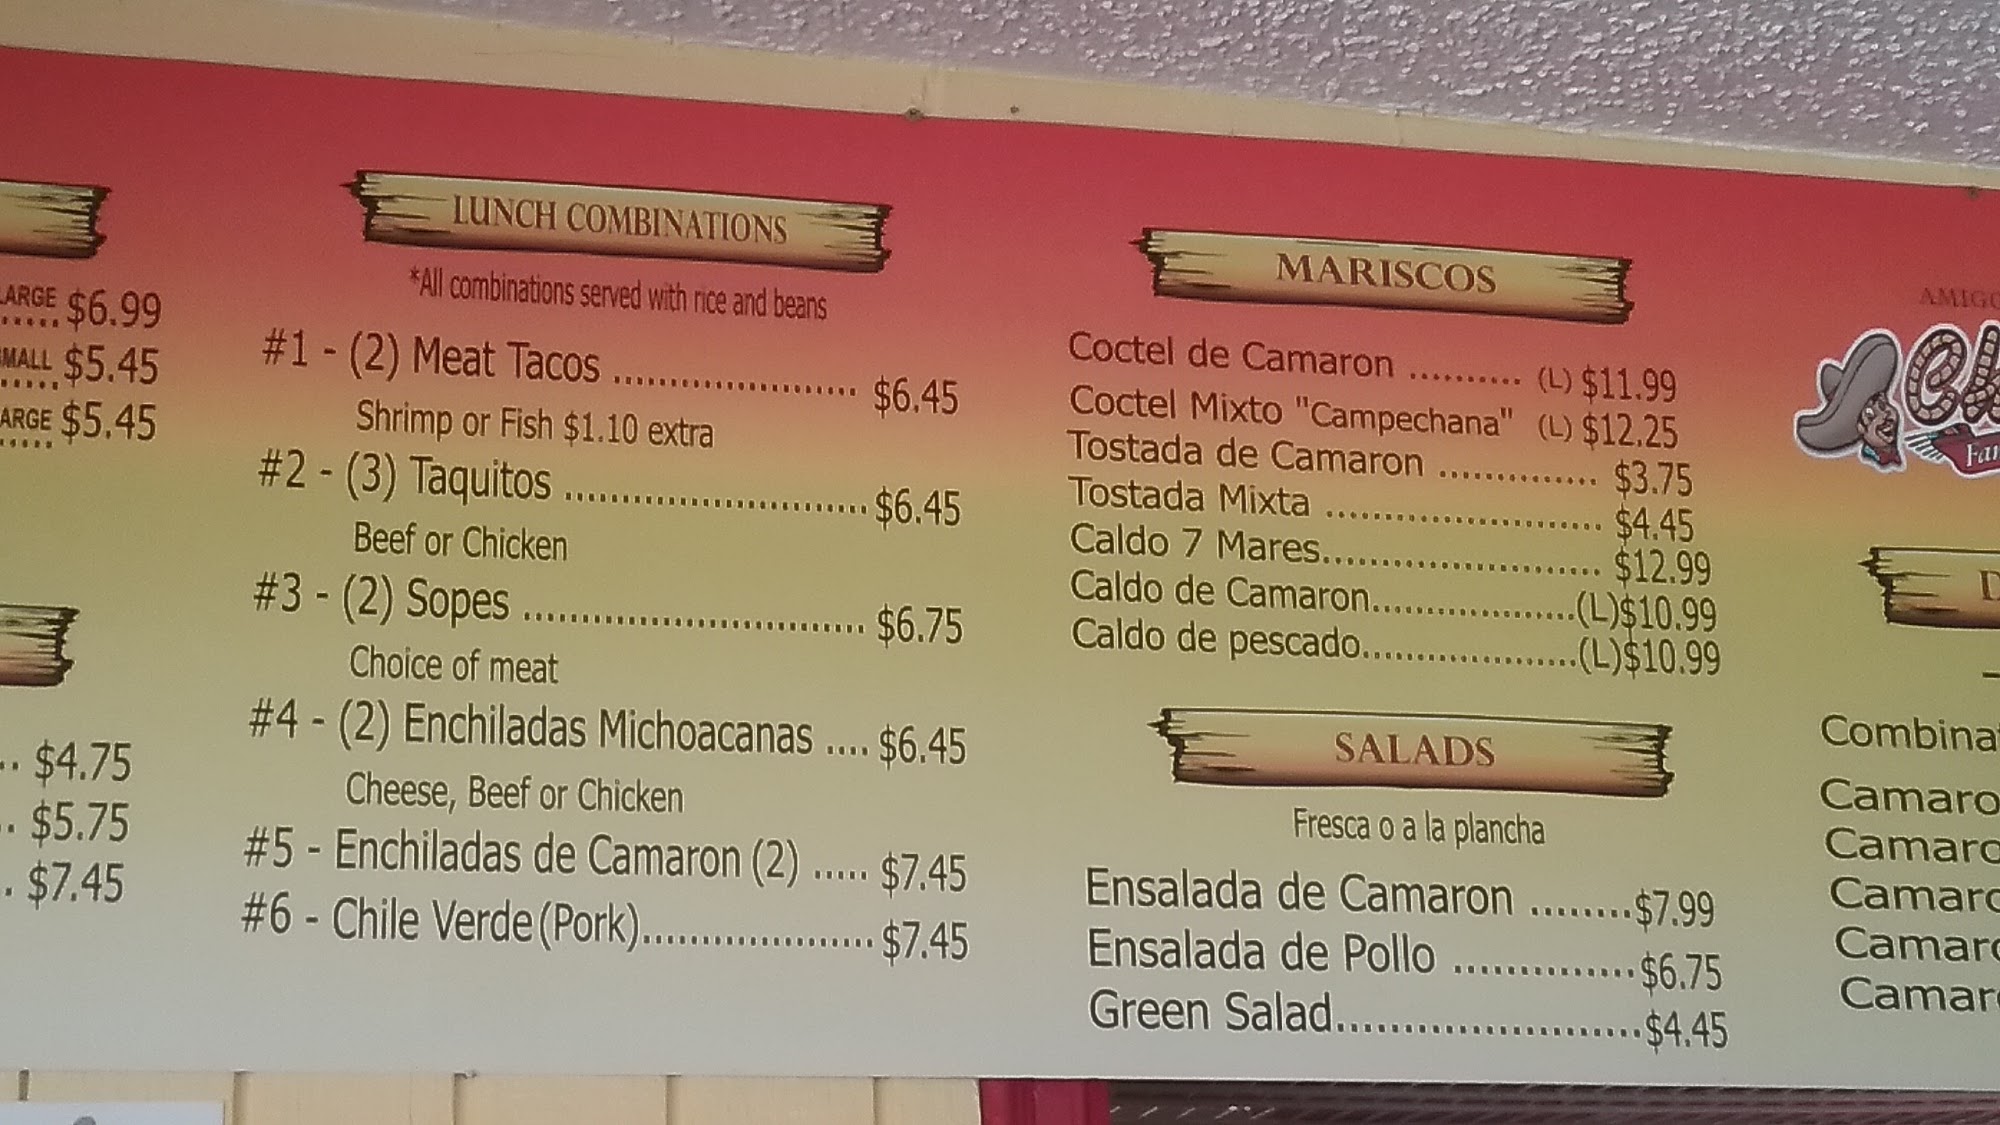 LARGE $6.99
SMALL $5.45
LARGE $5.45
$4.75
$5.75
$7.45
LUNCH COMBINATIONS
*All combinations served with rice and beans
#1 - (2) Meat Tacos ..................... $6.45
Shrimp or Fish $1.10 extra
#2 - (3) Taquitos .......................... $6.45
Beef or Chicken
#3 - (2) Sopes ............................. $6.75
Choice of meat
#4 - (2) Enchiladas Michoacanas .... $6.45
Cheese, Beef or Chicken
#5 - Enchiladas de Camaron (2) ..... $7.45
#6 - Chile Verde (Pork).................... $7.45
MARISCOS
Coctel de Camaron .......... (L) $11.99
Coctel Mixto "Campechana" (L) $12.25
Tostada de Camaron .............. $3.75
Tostada Mixta ........................ $4.45
Caldo 7 Mares........................ $12.99
Caldo de Camaron...................(L)$10.99
Caldo de pescado....................(L)$10.99
SALADS
Fresca o a la plancha
Ensalada de Camaron .........$7.99
Ensalada de Pollo ...............$6.75
Green Salad.........................$4.45